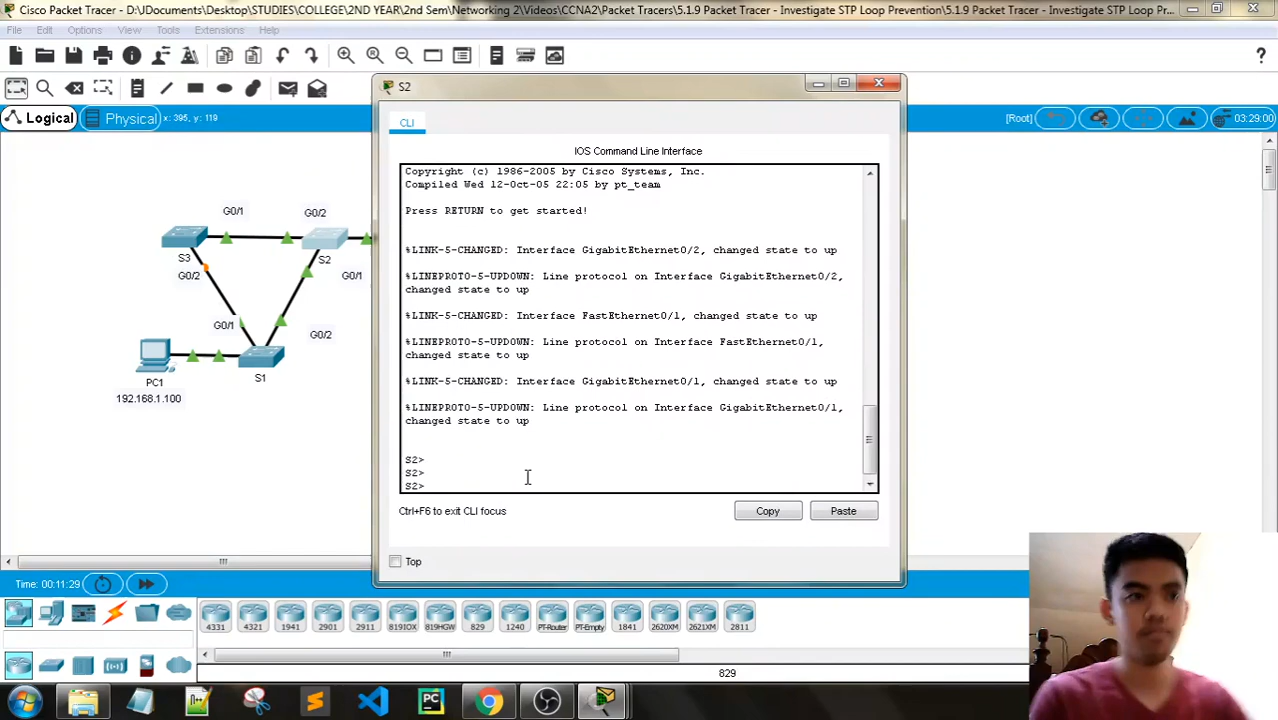 Cisco Packet Tracer - D:\JDocuments\Desktop\STUDIES\COLLEGE\2ND YEAR\2nd Sem\Networking 2\Videos\CCNA2\Packet Tracers\5.1.9 Packet Tracer - Investigate STP Loop Prevention\5.1.9 Packet Tracer - Investigate STP Loop Pr...
File Edit Options View Tools Extensions Help
?
Logical Physical x: 395, y: 119 [Root] 03:29:00
S2
CLI
IOS Command Line Interface
Copyright (c) 1986-2005 by Cisco Systems, Inc.
Compiled Wed 12-Oct-05 22:05 by pt_team
Press RETURN to get started!
%LINK-5-CHANGED: Interface GigabitEthernet0/2, changed state to up
%LINEPROTO-5-UPDOWN: Line protocol on Interface GigabitEthernet0/2,
changed state to up
%LINK-5-CHANGED: Interface FastEthernet0/1, changed state to up
%LINEPROTO-5-UPDOWN: Line protocol on Interface FastEthernet0/1,
changed state to up
%LINK-5-CHANGED: Interface GigabitEthernet0/1, changed state to up
%LINEPROTO-5-UPDOWN: Line protocol on Interface GigabitEthernet0/1,
changed state to up
S2>
S2>
S2>
Ctrl+F6 to exit CLI focus
Copy Paste
Top
G0/1 G0/2
S3 S2
G0/2 G0/1
G0/1 G0/2
PC1 S1
192.168.1.100
Time: 00:11:29
4331 4321 1941 2901 2911 819IOX 819HGW 829 1240 PT-Router PT-Empty 1841 2620XM 2621XM 2811
829
PC